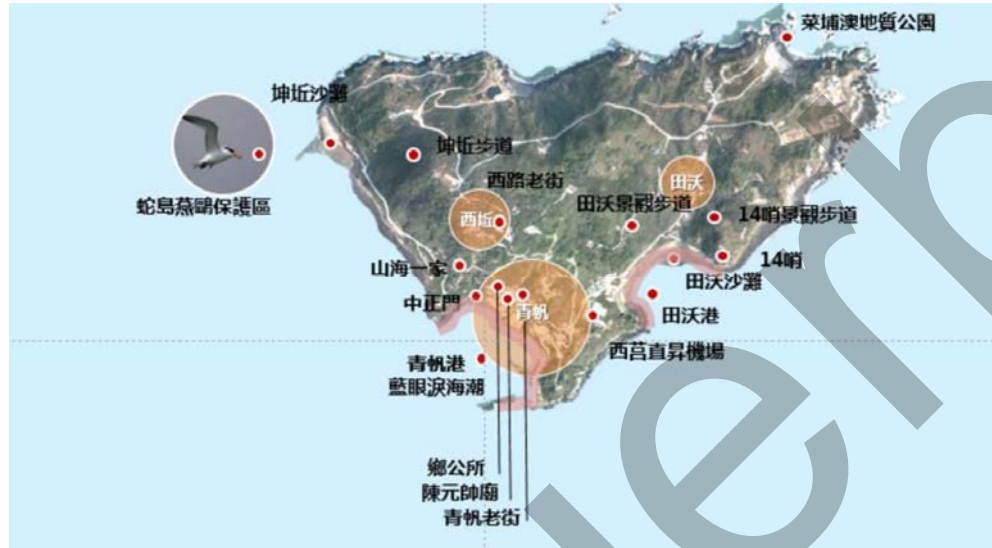 菜埔澳地質公園
坤坵沙灘
坤坵步道
西路老街
田沃
蛇島燕鷗保護區
田沃景觀步道
14哨景觀步道
西坵
山海一家
14哨
田沃沙灘
中正門
青帆
田沃港
西莒直昇機場
青帆港
藍眼淚海潮
鄉公所
陳元帥廟
青帆老街